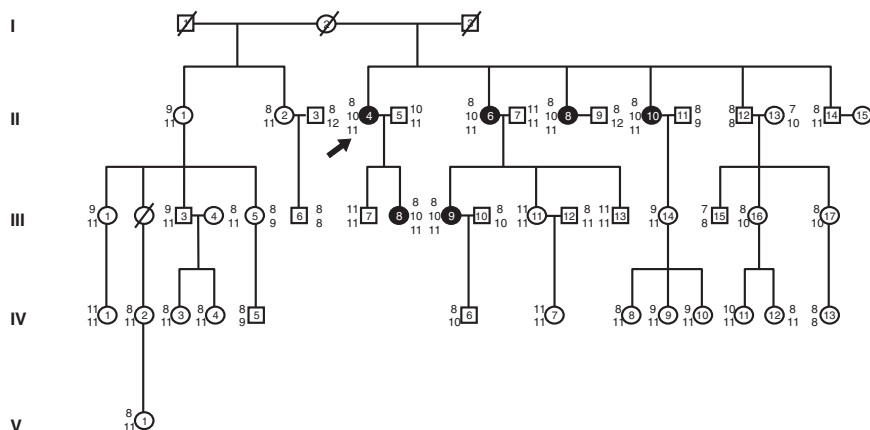 I 1 2 3
8 8 8 8
9 8 8 10 11 8 8 8 7 8
II 1 2 3 10 4 5 10 6 7 10 8 9 10 10 11 12 13 14 15
11 11 12 11 11 12 9 8 10 11
11 11 11 11
8 8
9 9 8 8 11 10 10 8 11 8 11 9 7 8 8
III 1 3 4 5 6 7 8 9 10 11 12 13 14 15 16 17
11 11 11 9 8 11 11 11 10 11 11 11 11 8 10 10
11 8 8 8 8 8 11 8 9 9 10 8 8
IV 1 2 3 4 5 6 7 8 9 10 11 12 13
11 11 11 11 9 10 11 11 11 11 11 11 8
8
V 11 1